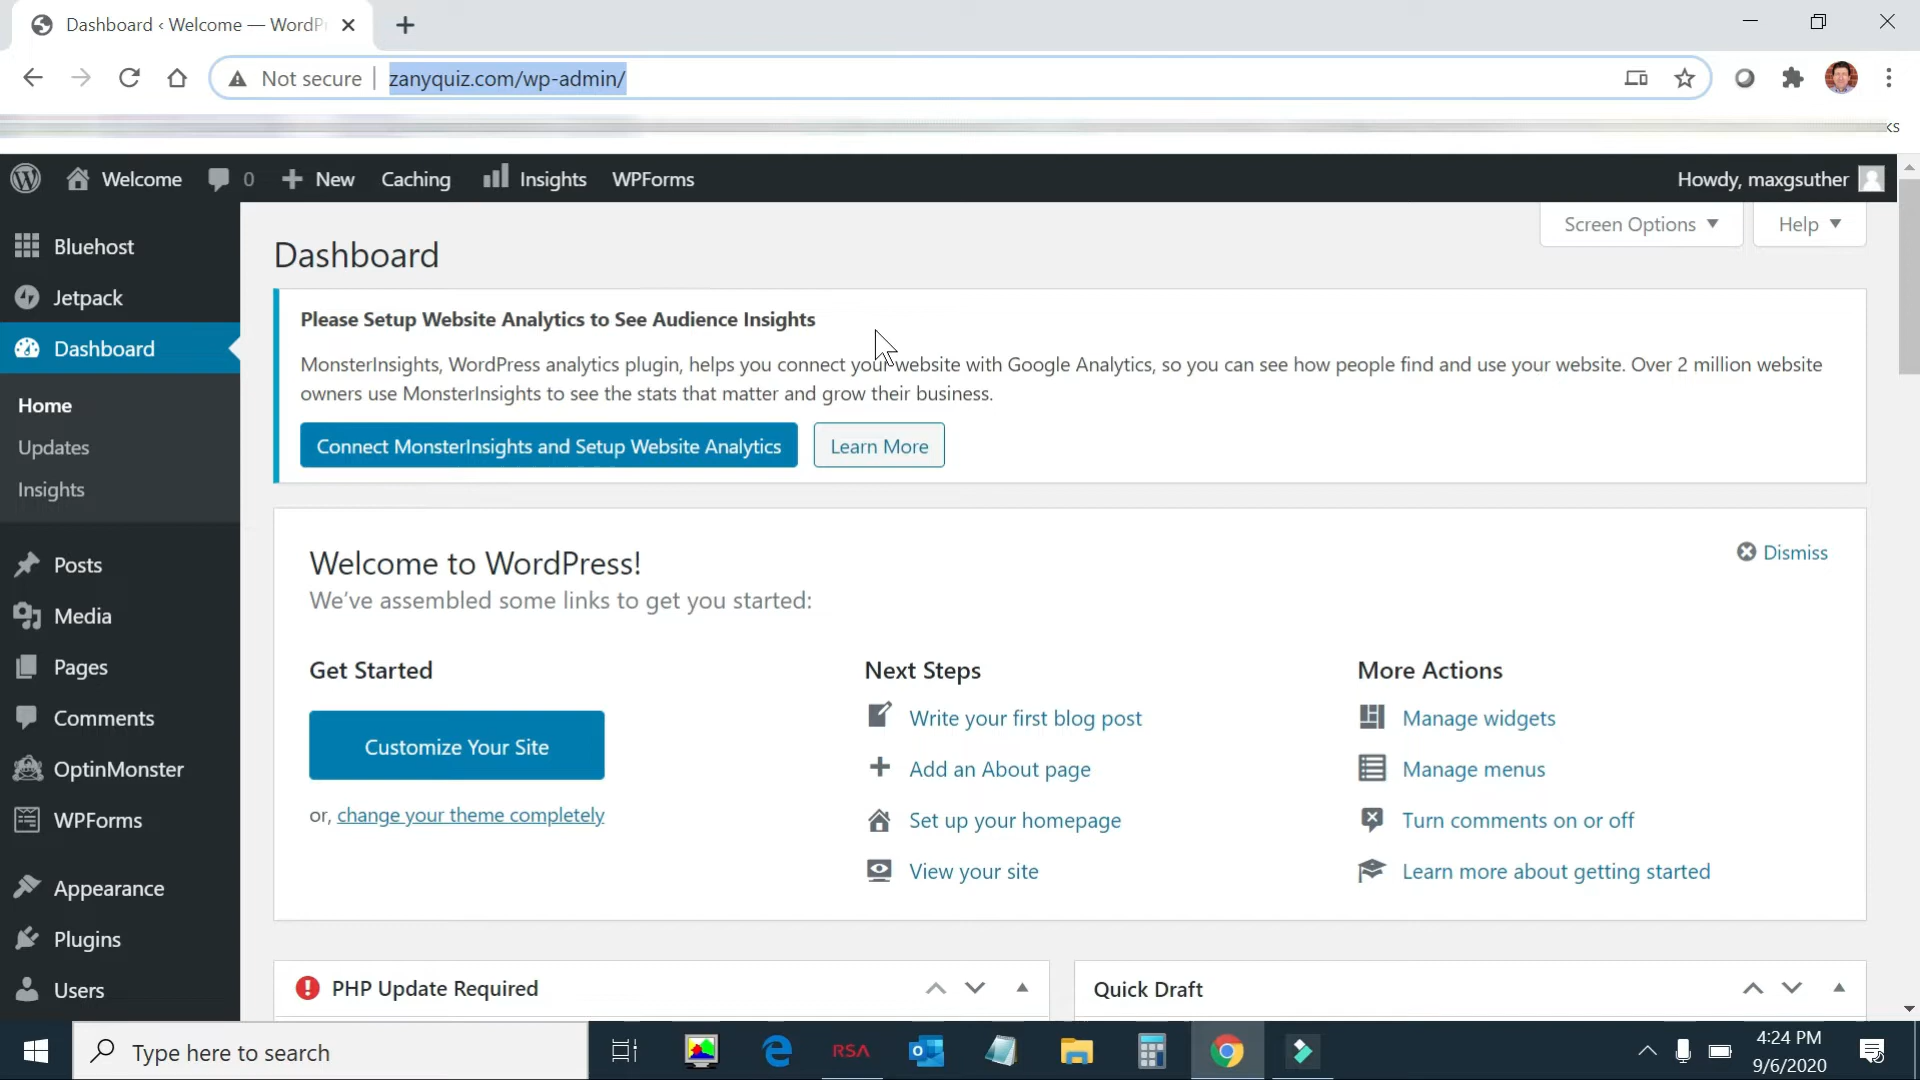 Dashboard ‹ Welcome — WordPr
Not secure | zanyquiz.com/wp-admin/
Welcome 0 New Caching Insights WPForms Howdy, maxgsuther
Screen Options Help
Bluehost
Jetpack
Dashboard
Home
Updates
Insights
Posts
Media
Pages
Comments
OptinMonster
WPForms
Appearance
Plugins
Users
Dashboard
Please Setup Website Analytics to See Audience Insights
MonsterInsights, WordPress analytics plugin, helps you connect your website with Google Analytics, so you can see how people find and use your website. Over 2 million website
owners use MonsterInsights to see the stats that matter and grow their business.
Connect MonsterInsights and Setup Website Analytics Learn More
Welcome to WordPress!
Dismiss
We've assembled some links to get you started:
Get Started
Customize Your Site
or, change your theme completely
Next Steps
Write your first blog post
Add an About page
Set up your homepage
View your site
More Actions
Manage widgets
Manage menus
Turn comments on or off
Learn more about getting started
PHP Update Required
Quick Draft
Type here to search
RSA
4:24 PM
9/6/2020